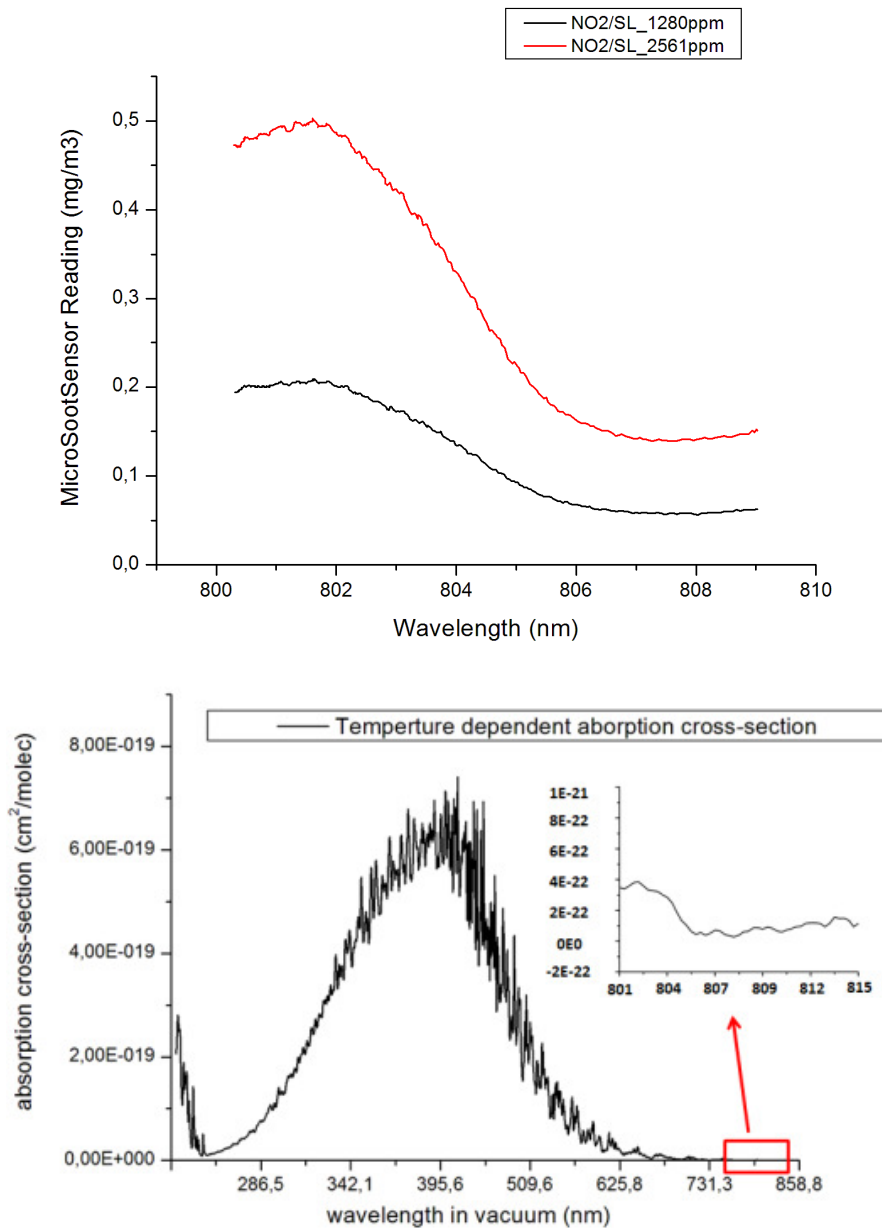 NO2/SL_1280ppm
NO2/SL_2561ppm
0,5
0,4
0,3
0,2
0,1
0,0
MicroSootSensor Reading (mg/m3)
800 802 804 806 808 810
Wavelength (nm)
Temperture dependent aborption cross-section
8,00E-019
6,00E-019
4,00E-019
2,00E-019
0,00E+000
absorption cross-section (cm²/molec)
1E-21
8E-22
6E-22
4E-22
2E-22
0E0
-2E-22
801 804 807 809 812 815
286,5 342,1 395,6 509,6 625,8 731,3 858,8
wavelength in vacuum (nm)